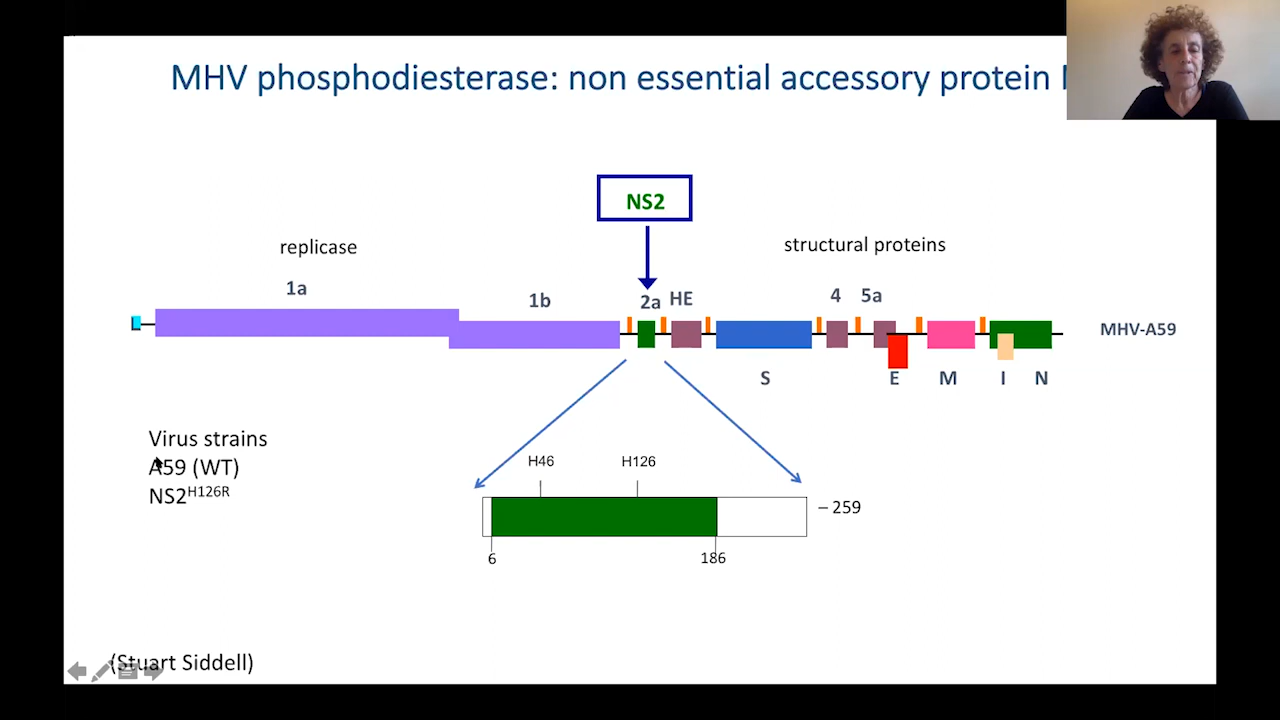 MHV phosphodiesterase: non essential accessory protein
NS2
replicase
structural proteins
1a
1b
2a
HE
4
5a
MHV-A59
S
E
M
I
N
Virus strains
A59 (WT)
NS2H126R
H46
H126
– 259
6
186
(Stuart Siddell)